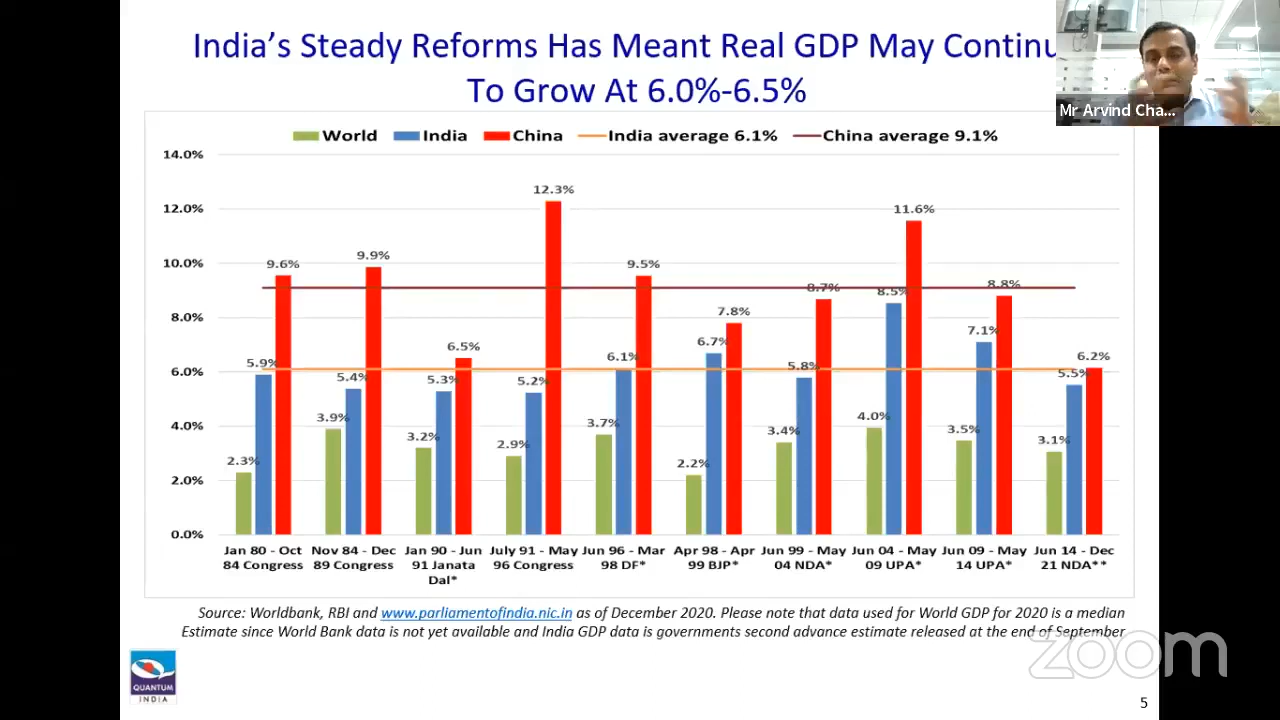 India's Steady Reforms Has Meant Real GDP May Continu
To Grow At 6.0%-6.5%
Mr Arvind Cha...
World India China India average 6.1% China average 9.1%
14.0%
12.0%
10.0%
8.0%
6.0%
4.0%
2.0%
0.0%
2.3% 5.9% 9.6%
3.9% 5.4% 9.9%
3.2% 5.3% 6.5%
2.9% 5.2% 12.3%
3.7% 6.1% 9.5%
2.2% 6.7% 7.8%
3.4% 5.8% 8.7%
4.0% 8.5% 11.6%
3.5% 7.1% 8.8%
3.1% 5.5% 6.2%
Jan 80 - Oct
84 Congress
Nov 84 - Dec
89 Congress
Jan 90 - Jun
91 Janata
Dal*
July 91 - May
96 Congress
Jun 96 - Mar
98 DF*
Apr 98 - Apr
99 BJP*
Jun 99 - May
04 NDA*
Jun 04 - May
09 UPA*
Jun 09 - May
14 UPA*
Jun 14 - Dec
21 NDA**
Source: Worldbank, RBI and www.parliamentofindia.nic.in as of December 2020. Please note that data used for World GDP for 2020 is a median
Estimate since World Bank data is not yet available and India GDP data is governments second advance estimate released at the end of September
zoom
QUANTUM
INDIA
5